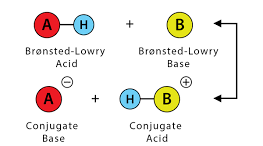 A H + B
Brønsted-Lowry Brønsted-Lowry
Acid Base
A − + H B +
Conjugate Conjugate
Base Acid